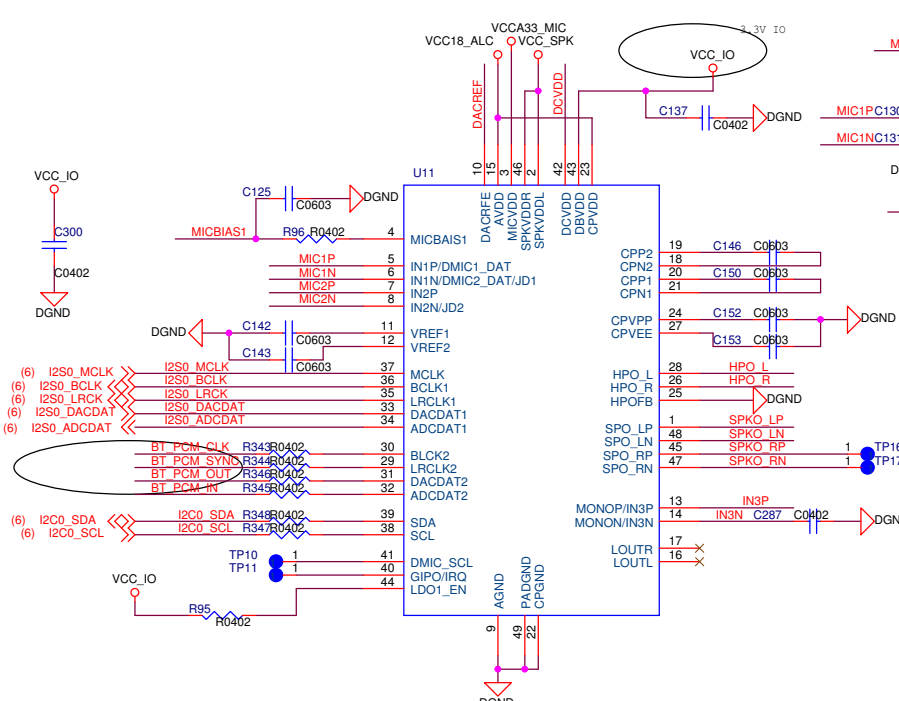 3.3V IO
VCCA33_MIC
VCC18_ALC VCC_SPK
VCC_IO
DACREF
DCVDD
C137
C0402
DGND
MIC1P C130
MIC1N C131
VCC_IO
C300
C0402
DGND
U11
10 15 3 46 2 42 43 23
DACRFE
AVDD
MICVDD
SPKVDDR
SPKVDDL
DCVDD
DBVDD
CPVDD
C125
C0603
DGND
MICBIAS1 R96 R0402 4 MICBAIS1
MIC1P 5 IN1P/DMIC1_DAT
MIC1N 6 IN1N/DMIC2_DAT/JD1
MIC2P 7 IN2P
MIC2N 8 IN2N/JD2
DGND C142 C0603 11 VREF1
C143 C0603 12 VREF2
(6) I2S0_MCLK I2S0_MCLK 37 MCLK
(6) I2S0_BCLK I2S0_BCLK 36 BCLK1
(6) I2S0_LRCK I2S0_LRCK 35 LRCLK1
(6) I2S0_DACDAT I2S0_DACDAT 33 DACDAT1
(6) I2S0_ADCDAT I2S0_ADCDAT 34 ADCDAT1
BT_PCM_CLK R343 R0402 30 BLCK2
BT_PCM_SYNC R344 R0402 29 LRCLK2
BT_PCM_OUT R346 R0402 31 DACDAT2
BT_PCM_IN R345 R0402 32 ADCDAT2
(6) I2C0_SDA I2C0_SDA R348 R0402 39 SDA
(6) I2C0_SCL I2C0_SCL R347 R0402 38 SCL
TP10 1 41 DMIC_SCL
TP11 1 40 GIPO/IRQ
44 LDO1_EN
VCC_IO
R95
R0402
CPP2 19 C146 C0603
CPN2 18
CPP1 20 C150 C0603
CPN1 21
CPVPP 24 C152 C0603 DGND
CPVEE 27 C153 C0603
HPO_L 28 HPO_L
HPO_R 26 HPO_R
HPOFB 25 DGND
SPO_LP 1 SPKO_LP
SPO_LN 48 SPKO_LN
SPO_RP 45 SPKO_RP 1 TP16
SPO_RN 47 SPKO_RN 1 TP17
MONOP/IN3P 13 IN3P
MONON/IN3N 14 IN3N C287 C0402 DGN
LOUTR 17
LOUTL 16
AGND
PADGND
CPGND
9 49 22
DGND